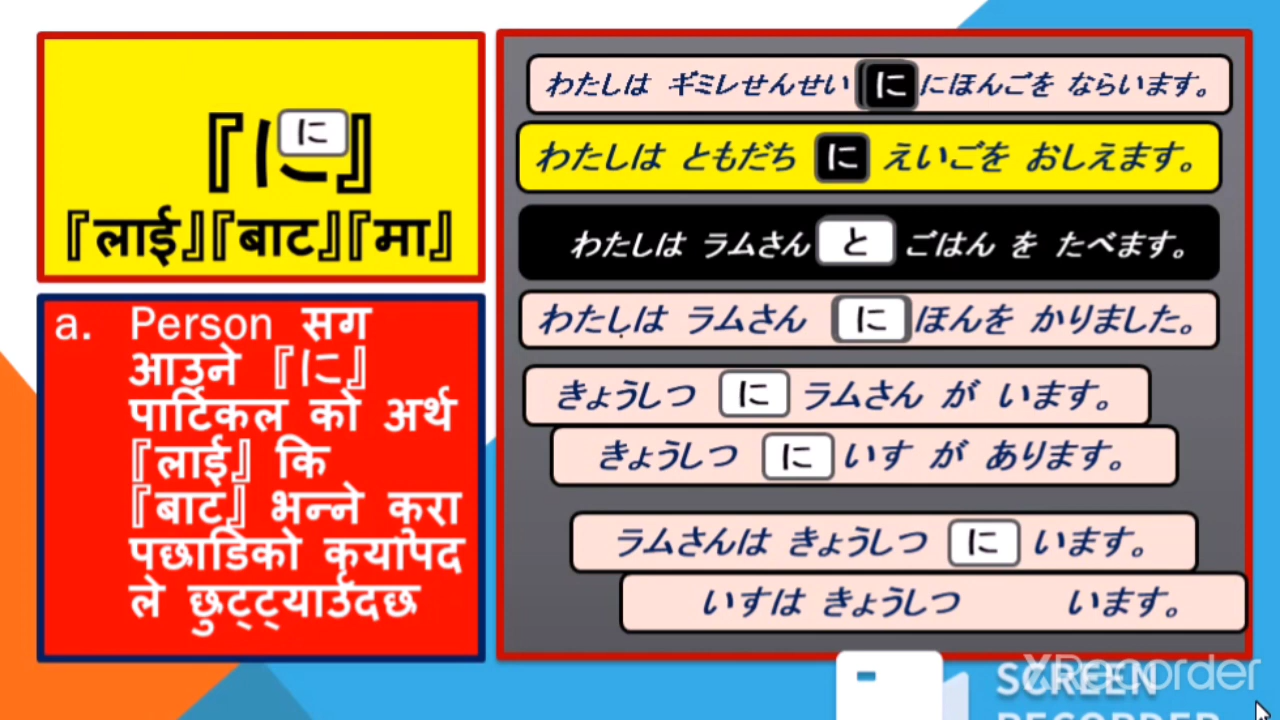 『に』
に
『लाई』『बाट』『मा』
a. Person सग
आउने 『に』
पार्टिकल को अर्थ
『लाई』 कि
『बाट』 भन्ने कुरा
पछाडिको कृयापद
ले छुट्ट्याउँदछ
わたしは ギミレせんせい に にほんごを ならいます。
わたしは ともだち に えいごを おしえます。
わたしは ラムさん と ごはん を たべます。
わたしは ラムさん に ほんを かりました。
きょうしつ に ラムさん が います。
きょうしつ に いす が あります。
ラムさんは きょうしつ に います。
いすは きょうしつ います。
XRecorder
SCREEN
RECORDER